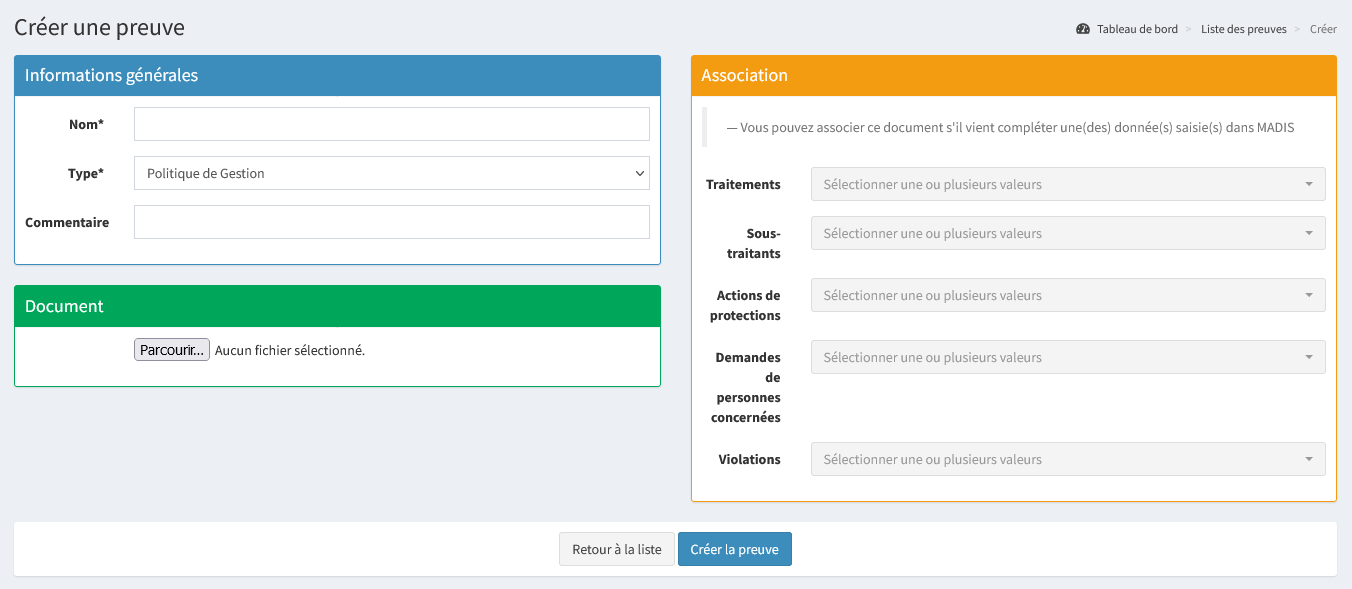 Créer une preuve
Tableau de bord > Liste des preuves > Créer
Informations générales
Nom*
Type*
Politique de Gestion
Commentaire
Document
Parcourir... Aucun fichier sélectionné.
Association
— Vous pouvez associer ce document s'il vient compléter une(des) donnée(s) saisie(s) dans MADIS
Traitements
Sélectionner une ou plusieurs valeurs
Sous-
traitants
Sélectionner une ou plusieurs valeurs
Actions de
protections
Sélectionner une ou plusieurs valeurs
Demandes
de
personnes
concernées
Sélectionner une ou plusieurs valeurs
Violations
Sélectionner une ou plusieurs valeurs
Retour à la liste
Créer la preuve